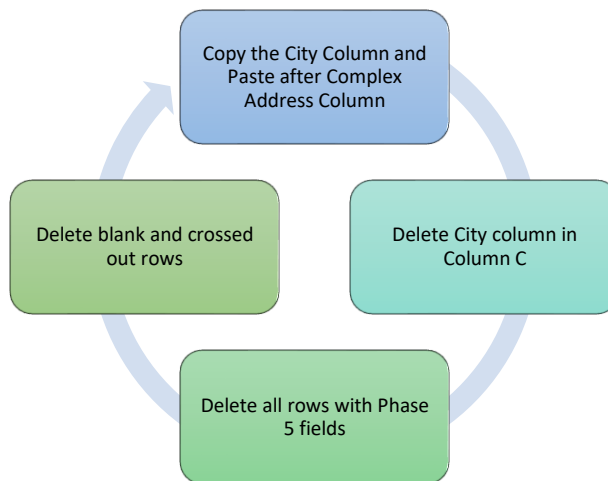 Copy the City Column and
Paste after Complex
Address Column
Delete City column in
Column C
Delete all rows with Phase
5 fields
Delete blank and crossed
out rows